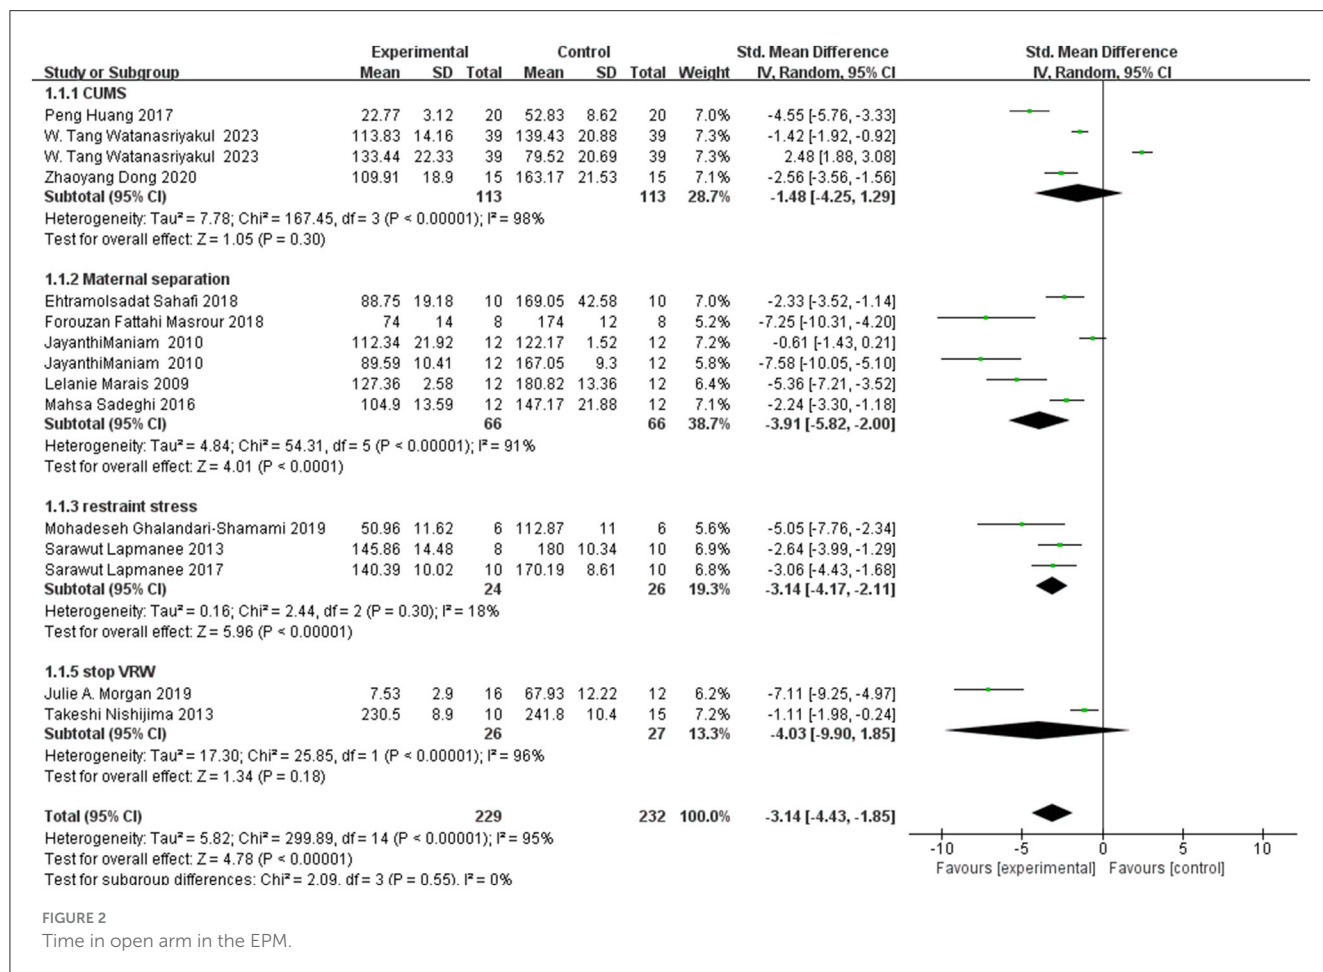 Experimental Control Std. Mean Difference Std. Mean Difference
Study or Subgroup Mean SD Total Mean SD Total Weight IV, Random, 95% CI IV, Random, 95% CI
1.1.1 CUMS
Peng Huang 2017 22.77 3.12 20 52.83 8.62 20 7.0% -4.55 [-5.76, -3.33]
W. Tang Watanasriyakul 2023 113.83 14.16 39 139.43 20.88 39 7.3% -1.42 [-1.92, -0.92]
W. Tang Watanasriyakul 2023 133.44 22.33 39 79.52 20.69 39 7.3% 2.48 [1.88, 3.08]
Zhaoyang Dong 2020 109.91 18.9 15 163.17 21.53 15 7.1% -2.56 [-3.56, -1.56]
Subtotal (95% CI) 113 113 28.7% -1.48 [-4.25, 1.29]
Heterogeneity: Tau² = 7.78; Chi² = 167.45, df = 3 (P < 0.00001); I² = 98%
Test for overall effect: Z = 1.05 (P = 0.30)
1.1.2 Maternal separation
Ehtramolsadat Sahafi 2018 88.75 19.18 10 169.05 42.58 10 7.0% -2.33 [-3.52, -1.14]
Forouzan Fattahi Masrour 2018 74 14 8 174 12 8 5.2% -7.25 [-10.31, -4.20]
JayanthiManiam 2010 112.34 21.92 12 122.17 1.52 12 7.2% -0.61 [-1.43, 0.21]
JayanthiManiam 2010 89.59 10.41 12 167.05 9.3 12 5.8% -7.58 [-10.05, -5.10]
Lelanie Marais 2009 127.36 2.58 12 180.82 13.36 12 6.4% -5.36 [-7.21, -3.52]
Mahsa Sadeghi 2016 104.9 13.59 12 147.17 21.88 12 7.1% -2.24 [-3.30, -1.18]
Subtotal (95% CI) 66 66 38.7% -3.91 [-5.82, -2.00]
Heterogeneity: Tau² = 4.84; Chi² = 54.31, df = 5 (P < 0.00001); I² = 91%
Test for overall effect: Z = 4.01 (P < 0.0001)
1.1.3 restraint stress
Mohadeseh Ghalandari-Shamami 2019 50.96 11.62 6 112.87 11 6 5.6% -5.05 [-7.76, -2.34]
Sarawut Lapmanee 2013 145.86 14.48 8 180 10.34 10 6.9% -2.64 [-3.99, -1.29]
Sarawut Lapmanee 2017 140.39 10.02 10 170.19 8.61 10 6.8% -3.06 [-4.43, -1.68]
Subtotal (95% CI) 24 26 19.3% -3.14 [-4.17, -2.11]
Heterogeneity: Tau² = 0.16; Chi² = 2.44, df = 2 (P = 0.30); I² = 18%
Test for overall effect: Z = 5.96 (P < 0.00001)
1.1.5 stop VRW
Julie A. Morgan 2019 7.53 2.9 16 67.93 12.22 12 6.2% -7.11 [-9.25, -4.97]
Takeshi Nishijima 2013 230.5 8.9 10 241.8 10.4 15 7.2% -1.11 [-1.98, -0.24]
Subtotal (95% CI) 26 27 13.3% -4.03 [-9.90, 1.85]
Heterogeneity: Tau² = 17.30; Chi² = 25.85, df = 1 (P < 0.00001); I² = 96%
Test for overall effect: Z = 1.34 (P = 0.18)
Total (95% CI) 229 232 100.0% -3.14 [-4.43, -1.85]
Heterogeneity: Tau² = 5.82; Chi² = 299.89, df = 14 (P < 0.00001); I² = 95%
Test for overall effect: Z = 4.78 (P < 0.00001)
Test for subgroup differences: Chi² = 2.09, df = 3 (P = 0.55), I² = 0%
-10 -5 0 5 10
Favours [experimental] Favours [control]
FIGURE 2
Time in open arm in the EPM.